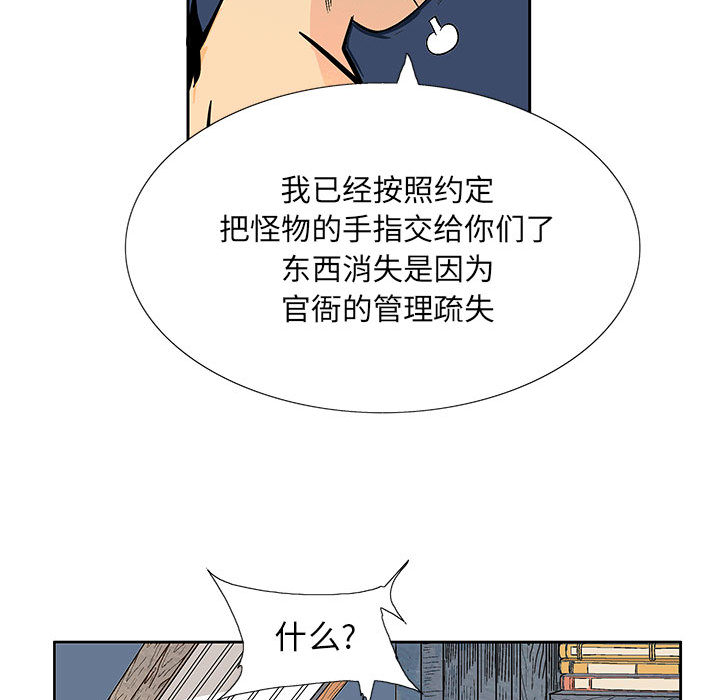 我已经按照约定
把怪物的手指交给你们了
东西消失是因为
官衙的管理疏失
什么?